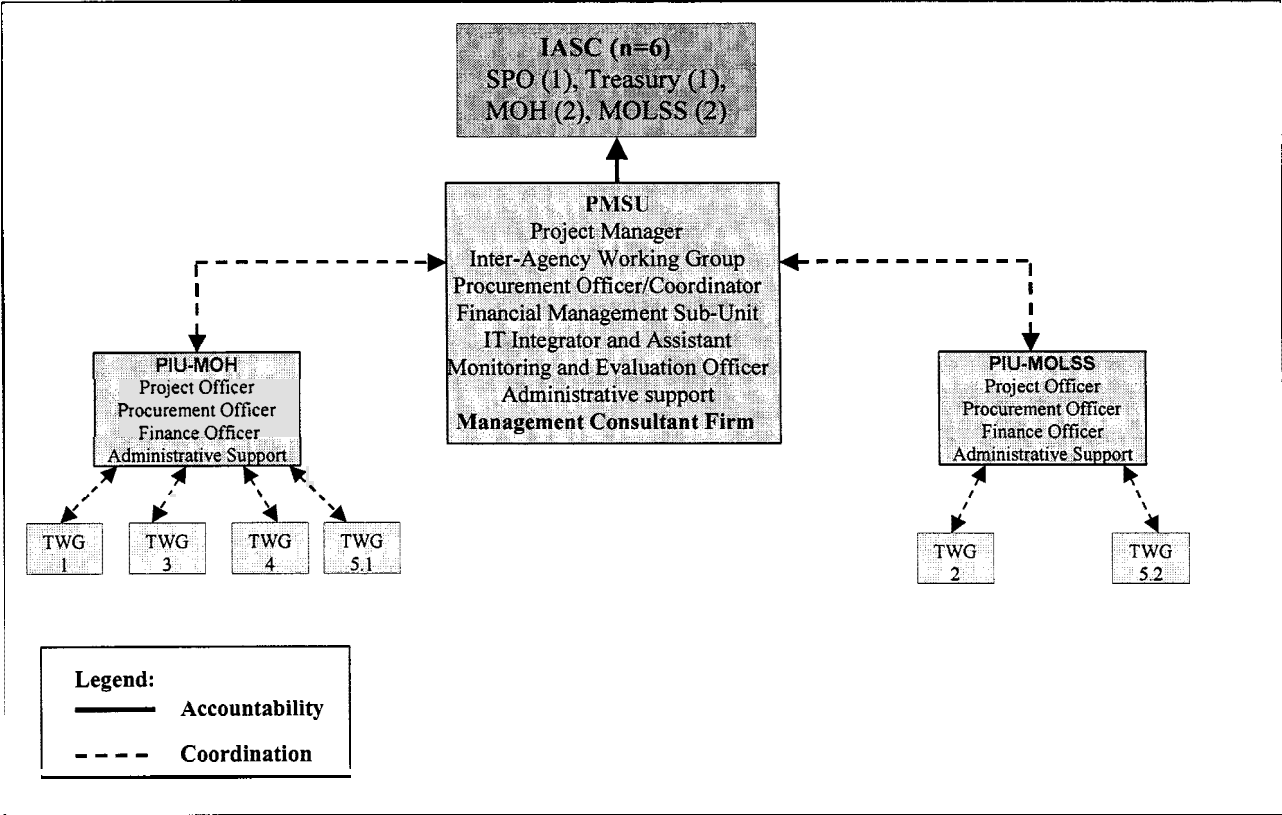 IASC (n=6)
SPO (1), Treasury (1),
MOH (2), MOLSS (2)
PMSU
Project Manager
Inter-Agency Working Group
Procurement Officer/Coordinator
Financial Management Sub-Unit
IT Integrator and Assistant
Monitoring and Evaluation Officer
Administrative support
Management Consultant Firm
PIU-MOH
Project Officer
Procurement Officer
Finance Officer
Administrative Support
PIU-MOLSS
Project Officer
Procurement Officer
Finance Officer
Administrative Support
TWG
1
TWG
3
TWG
4
TWG
5.1
TWG
2
TWG
5.2
Legend:
Accountability
Coordination